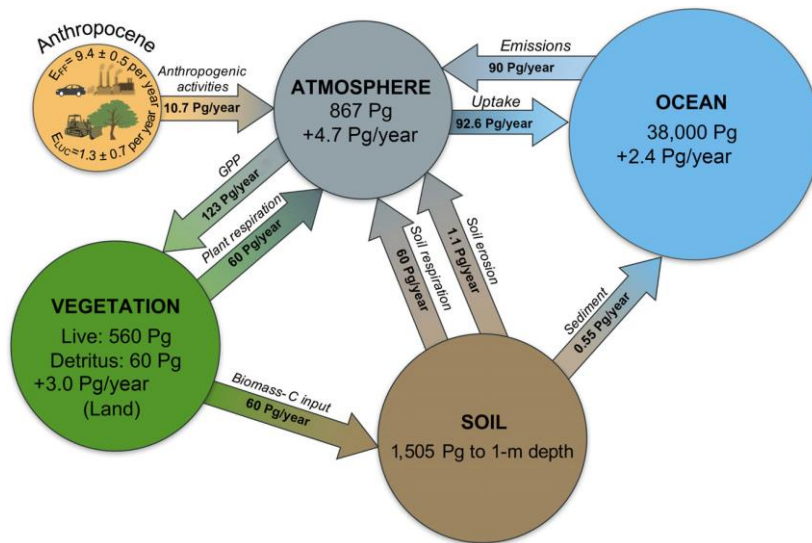 Anthropocene
E_FF = 9.4 ± 0.5 per year
E_LUC = 1.3 ± 0.7 per year
Anthropogenic
activities
10.7 Pg/year
ATMOSPHERE
867 Pg
+4.7 Pg/year
Emissions
90 Pg/year
Uptake
92.6 Pg/year
OCEAN
38,000 Pg
+2.4 Pg/year
GPP
123 Pg/year
Plant respiration
60 Pg/year
Soil respiration
60 Pg/year
Soil erosion
1.1 Pg/year
Sediment
0.55 Pg/year
VEGETATION
Live: 560 Pg
Detritus: 60 Pg
+3.0 Pg/year
(Land)
Biomass-C input
60 Pg/year
SOIL
1,505 Pg to 1-m depth